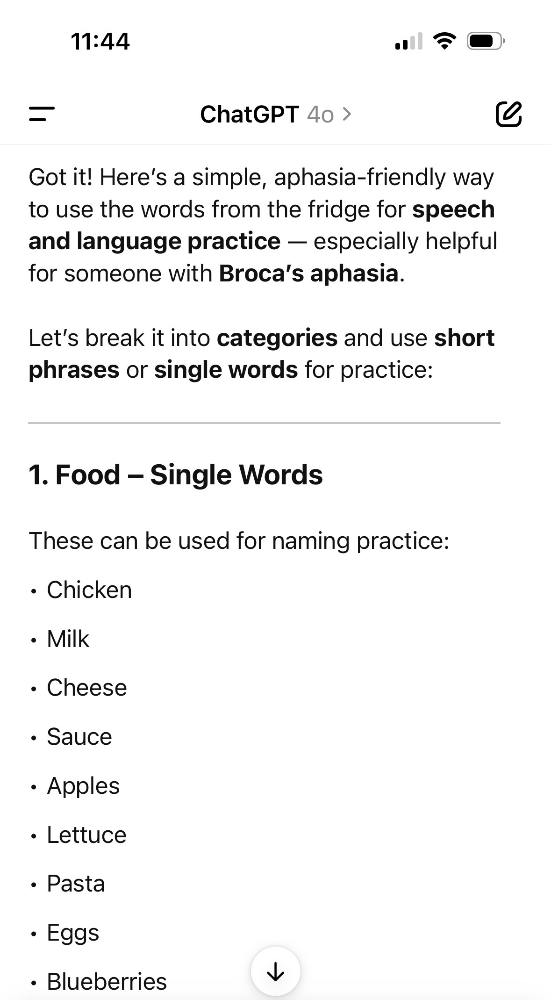 11:44
ChatGPT 4o >
Got it! Here’s a simple, aphasia-friendly way
to use the words from the fridge for speech
and language practice — especially helpful
for someone with Broca’s aphasia.
Let’s break it into categories and use short
phrases or single words for practice:
1. Food – Single Words
These can be used for naming practice:
• Chicken
• Milk
• Cheese
• Sauce
• Apples
• Lettuce
• Pasta
• Eggs
• Blueberries